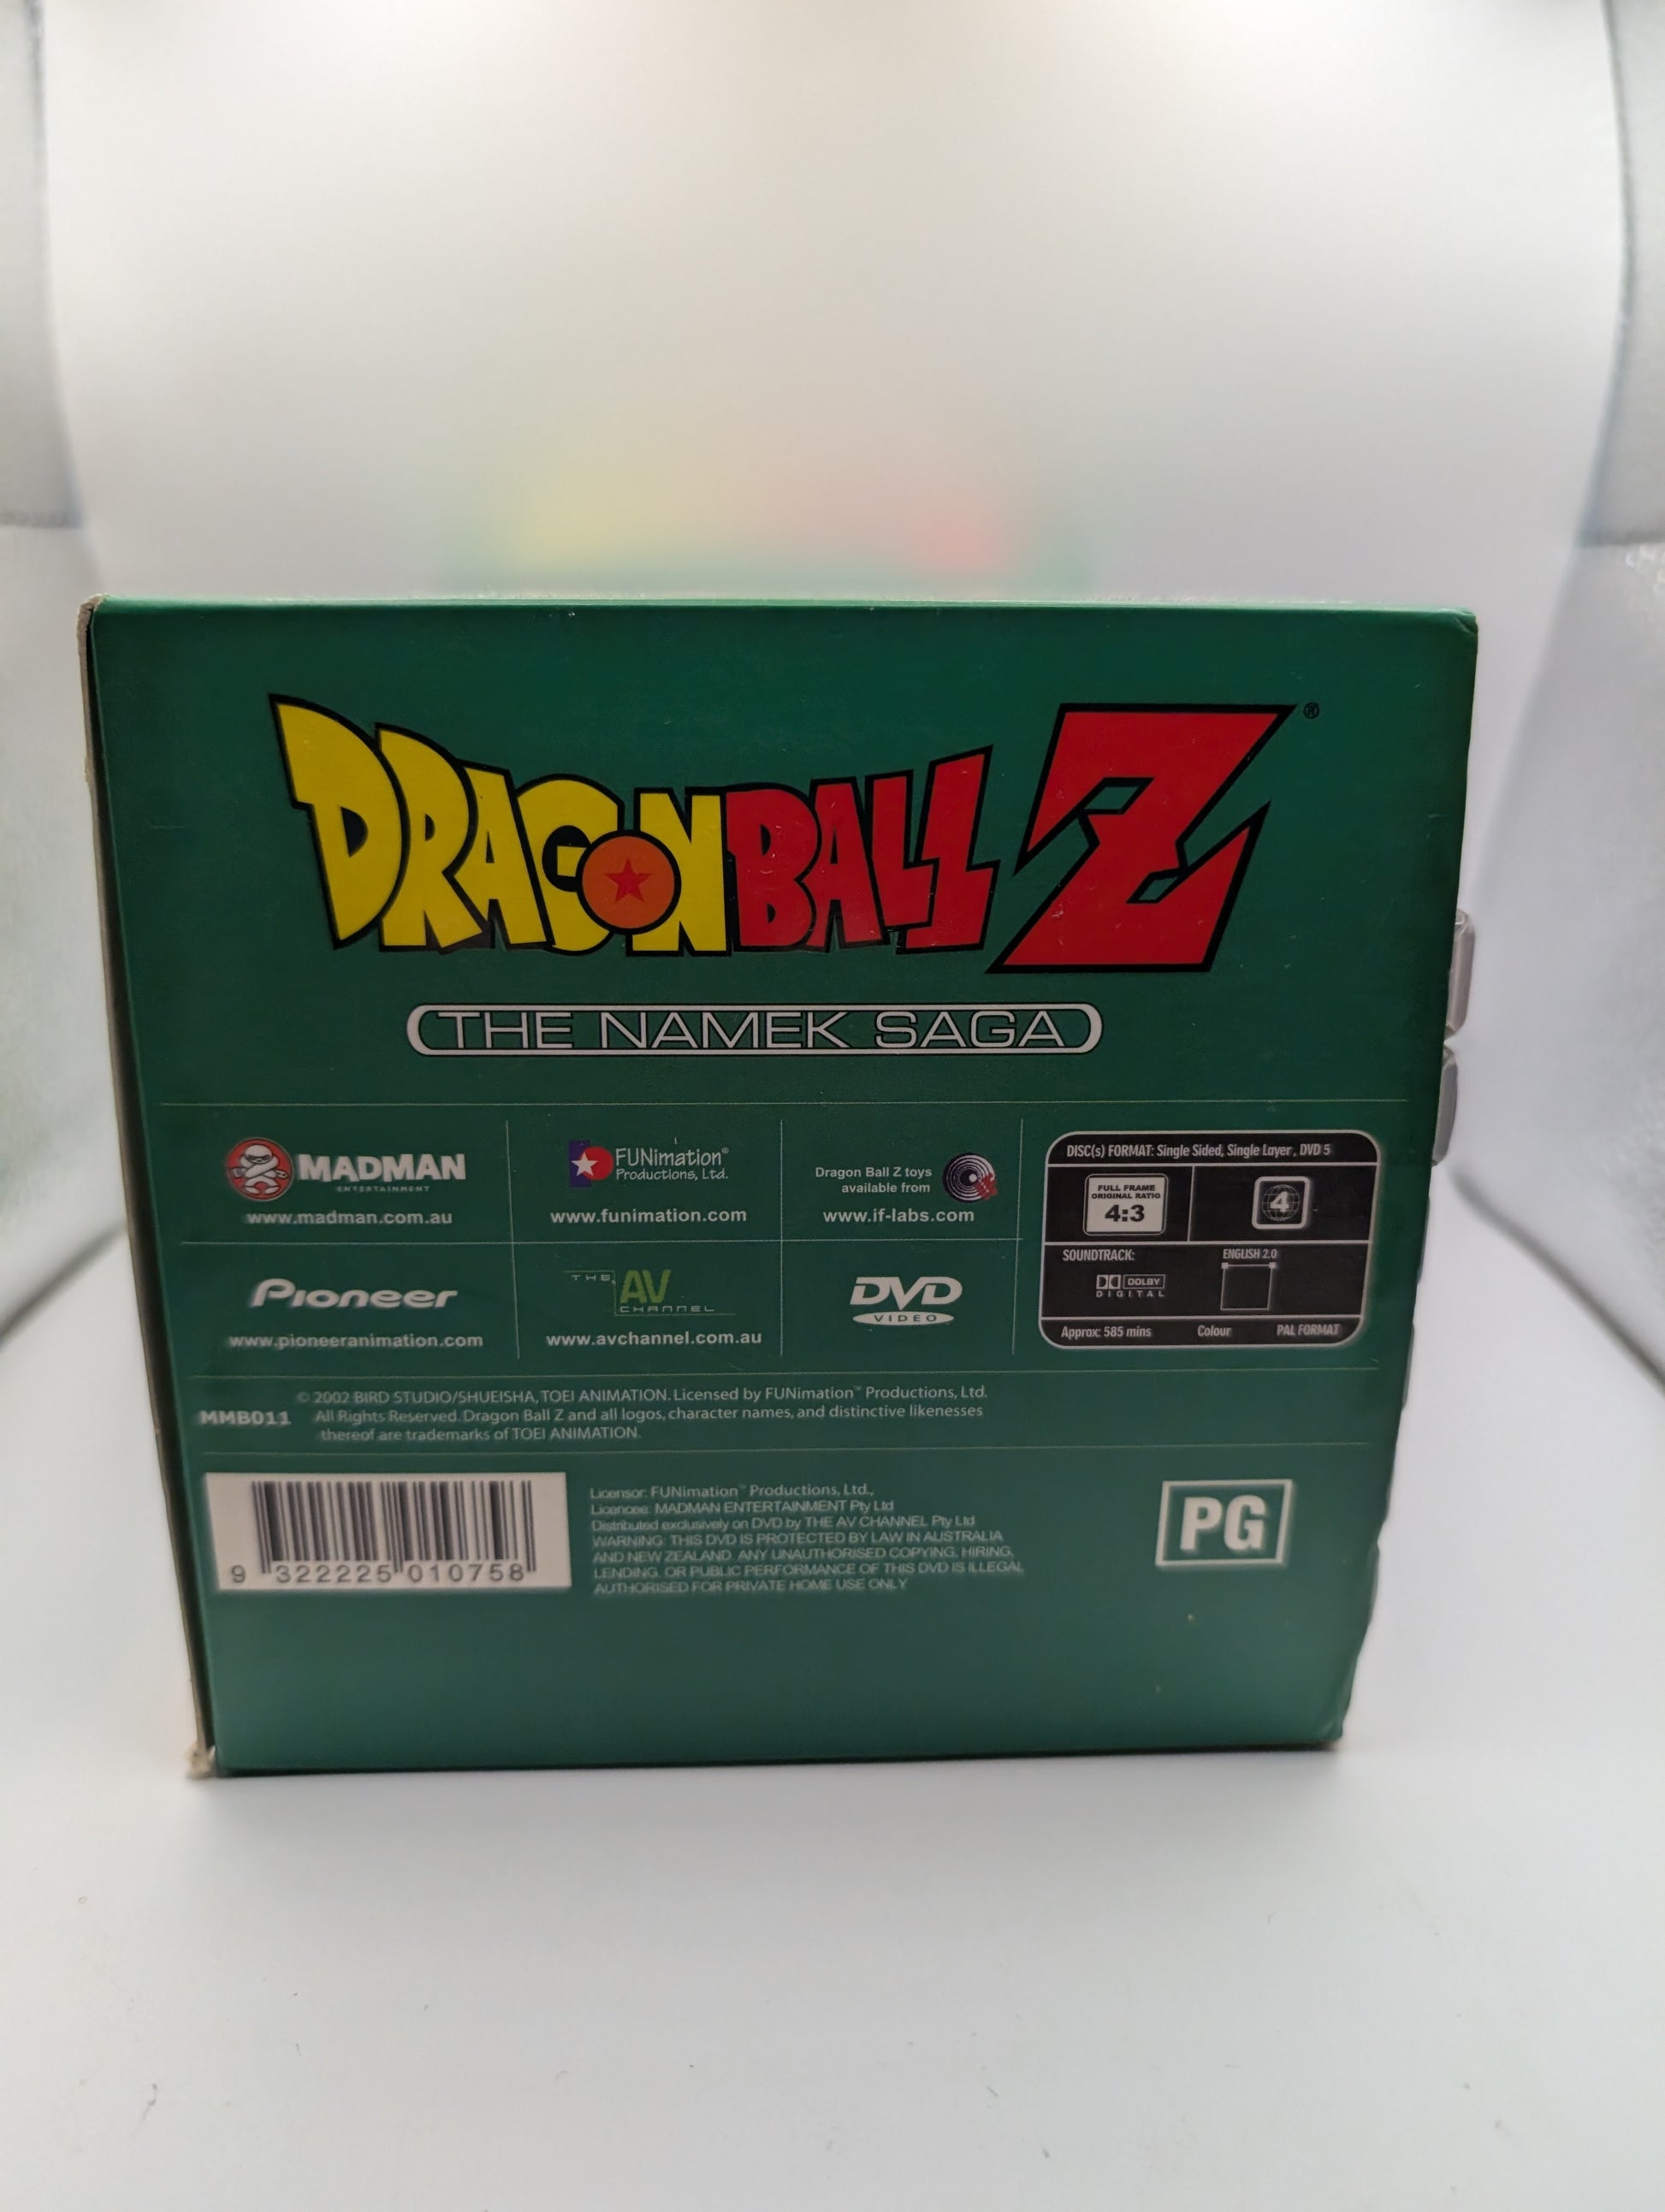 DRAGONBALL Z®
THE NAMEK SAGA
MADMAN
ENTERTAINMENT
www.madman.com.au
FUNimation®
Productions, Ltd.
www.funimation.com
Dragon Ball Z toys
available from
www.if-labs.com
Pioneer
www.pioneeranimation.com
THE AV
CHANNEL
www.avchannel.com.au
DVD
VIDEO
DISC(s) FORMAT: Single Sided, Single Layer, DVD 5
FULL FRAME
ORIGINAL RATIO
4:3
4
SOUNDTRACK:
ENGLISH 2.0
DOLBY
DIGITAL
Approx: 585 mins Colour PAL FORMAT
© 2002 BIRD STUDIO/SHUEISHA, TOEI ANIMATION. Licensed by FUNimation™ Productions, Ltd.
MMB011 All Rights Reserved. Dragon Ball Z and all logos, character names, and distinctive likenesses
thereof are trademarks of TOEI ANIMATION.
9 322225 010758
Licensor: FUNimation™ Productions, Ltd.,
Licencee: MADMAN ENTERTAINMENT Pty Ltd
Distributed exclusively on DVD by THE AV CHANNEL Pty Ltd
WARNING: THIS DVD IS PROTECTED BY LAW IN AUSTRALIA
AND NEW ZEALAND. ANY UNAUTHORISED COPYING, HIRING,
LENDING, OR PUBLIC PERFORMANCE OF THIS DVD IS ILLEGAL
AUTHORISED FOR PRIVATE HOME USE ONLY
PG